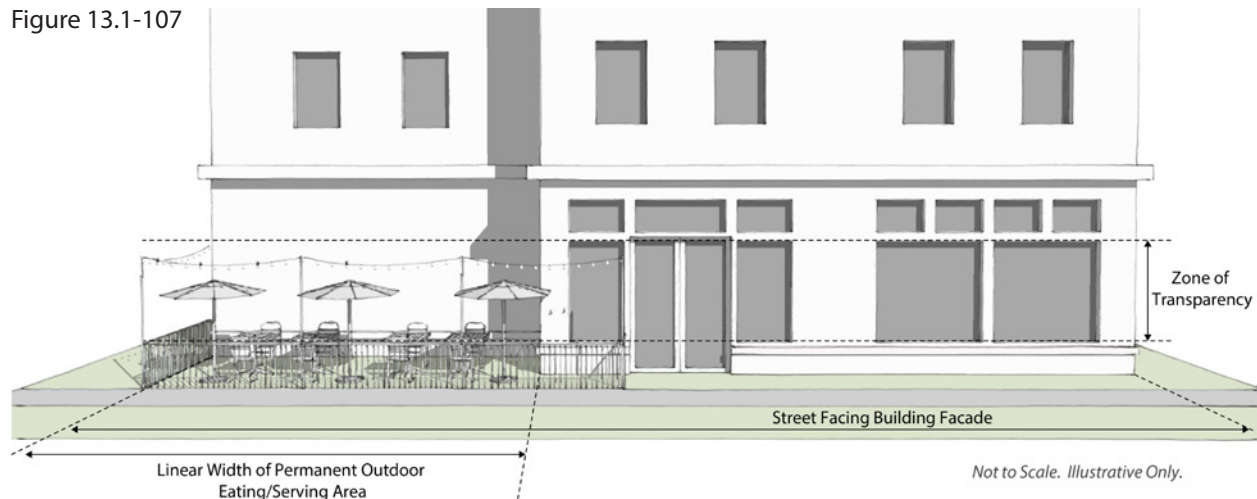 Figure 13.1-107
Zone of
Transparency
Street Facing Building Facade
Linear Width of Permanent Outdoor
Eating/Serving Area
Not to Scale. Illustrative Only.